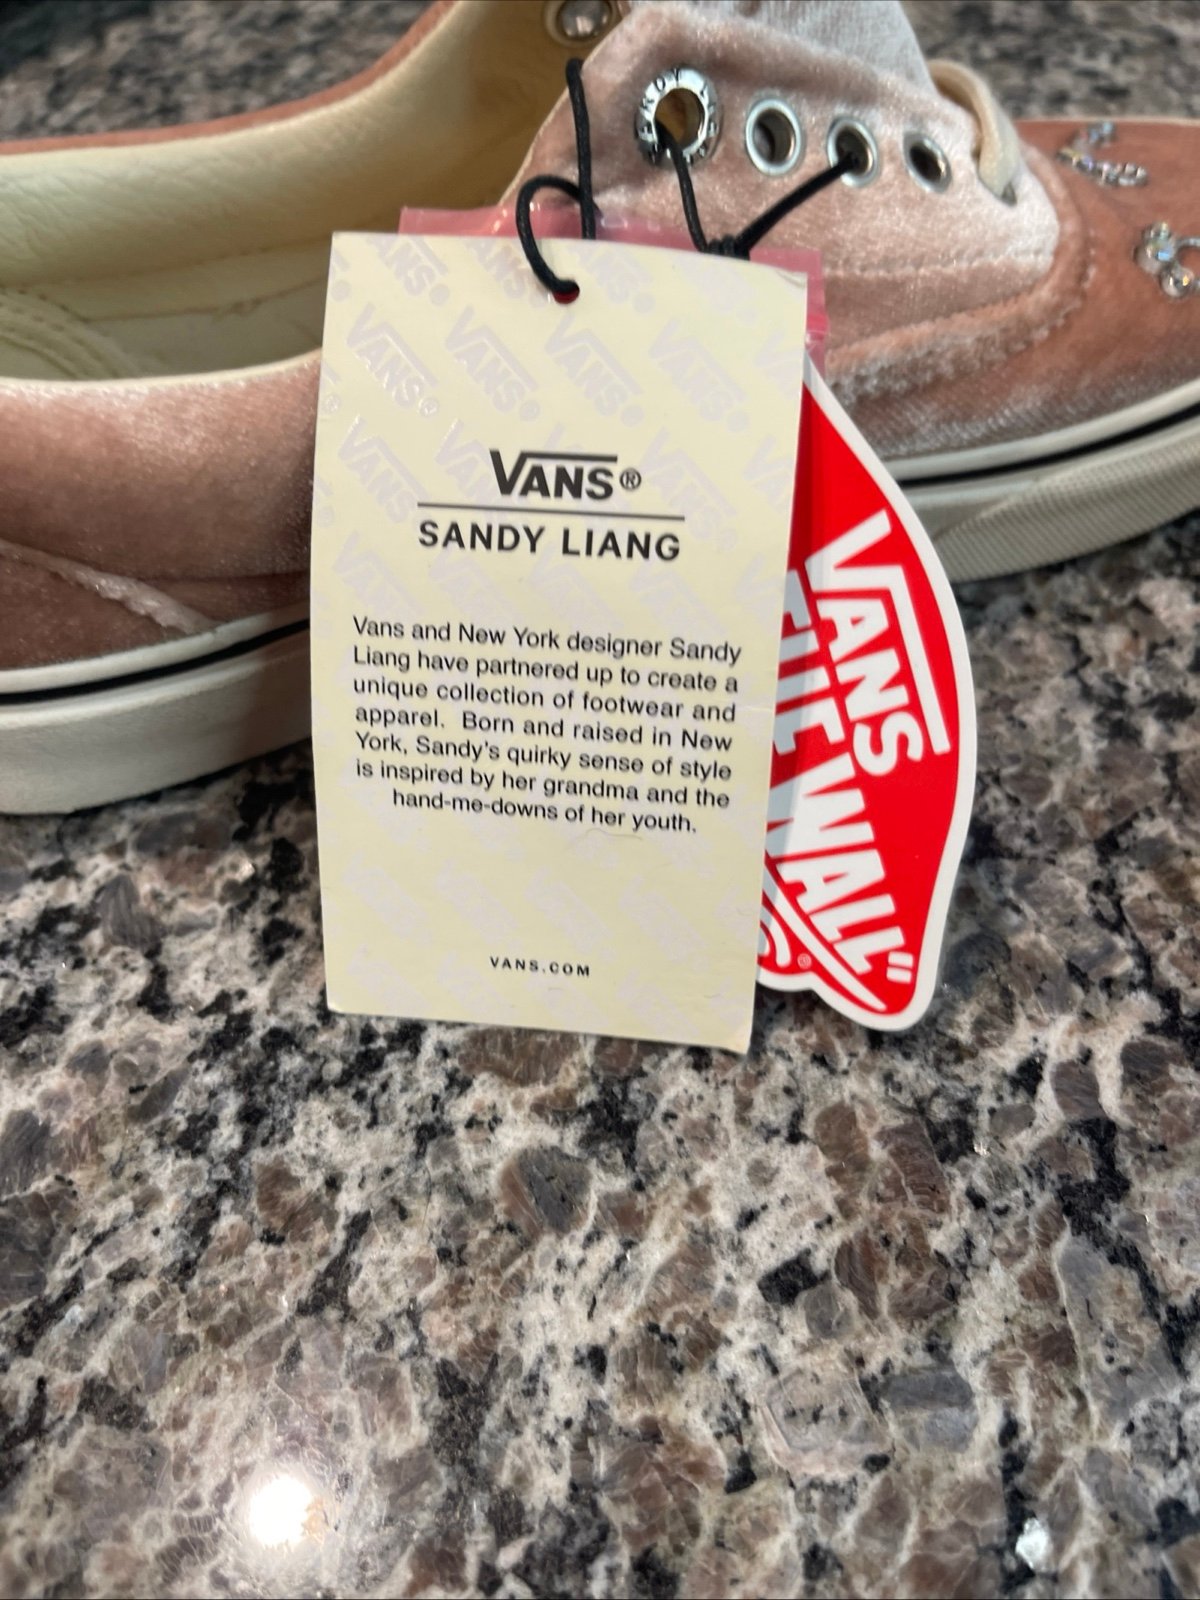 VANS®
SANDY LIANG
Vans and New York designer Sandy
Liang have partnered up to create a
unique collection of footwear and
apparel. Born and raised in New
York, Sandy's quirky sense of style
is inspired by her grandma and the
hand-me-downs of her youth.
VANS.COM
VANS
THE WALL"